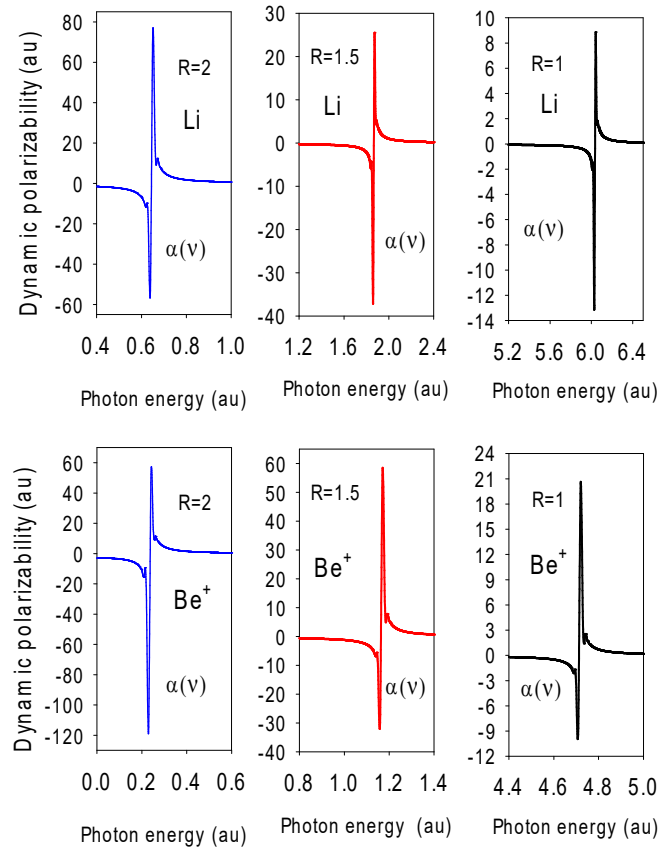 Dynamic polarizability (au)
80
60
40
20
0
-20
-40
-60
R=2
Li
α(ν)
0.4 0.6 0.8 1.0
Photon energy (au)
30
20
10
0
-10
-20
-30
-40
R=1.5
Li
α(ν)
1.2 1.6 2.0 2.4
Photon energy (au)
10
8
6
4
2
0
-2
-4
-6
-8
-10
-12
-14
R=1
Li
α(ν)
5.2 5.6 6.0 6.4
Photon energy (au)
Dynamic polarizability (au)
60
40
20
0
-20
-40
-60
-80
-100
-120
R=2
Be⁺
α(ν)
0.0 0.2 0.4 0.6
Photon energy (au)
60
50
40
30
20
10
0
-10
-20
-30
-40
R=1.5
Be⁺
α(ν)
0.8 1.0 1.2 1.4
Photon energy (au)
24
21
18
15
12
9
6
3
0
-3
-6
-9
-12
R=1
Be⁺
α(ν)
4.4 4.6 4.8 5.0
Photon energy (au)